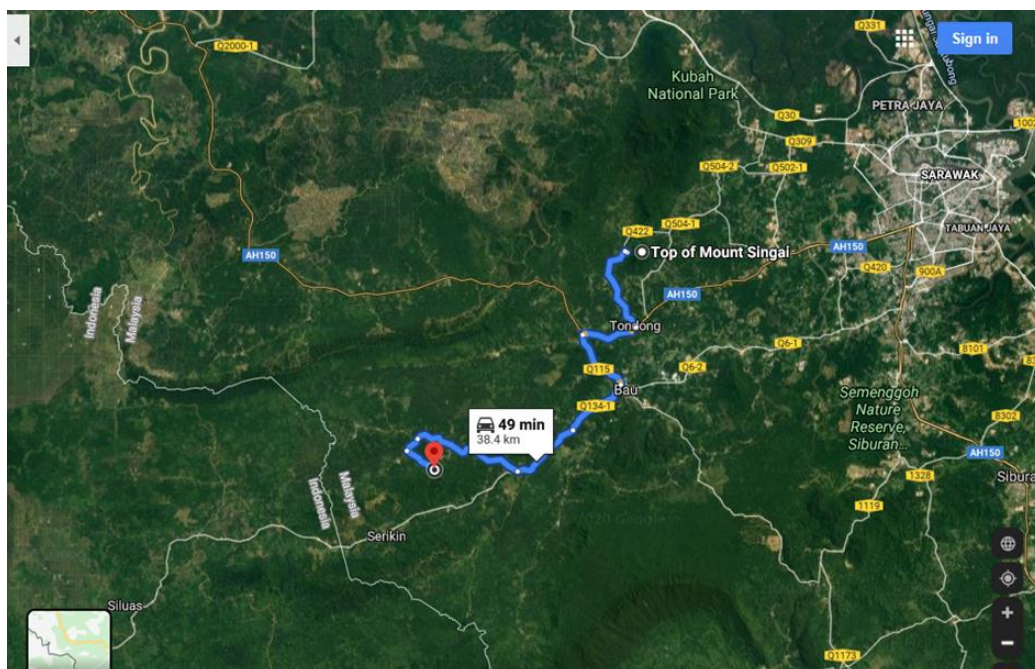 Q331
Sign in
Q2000-1
Kubah
National Park
PETRA JAYA
Q30
Q309
Q504-2
Q502-1
SARAWAK
Q422
Q504-1
TABUAN JAYA
AH150
Top of Mount Singai
AH150
Q420
900A
AH150
Indonesia
Malaysia
Tondong
Q6-1
8101
Q115
Q6-2
Bau
Q134-1
Semenggoh
Nature
Reserve,
Siburan...
8302
49 min
38.4 km
AH150
Malaysia
Indonesia
1328
Sibura
1119
Serikin
Siluas
Q1173